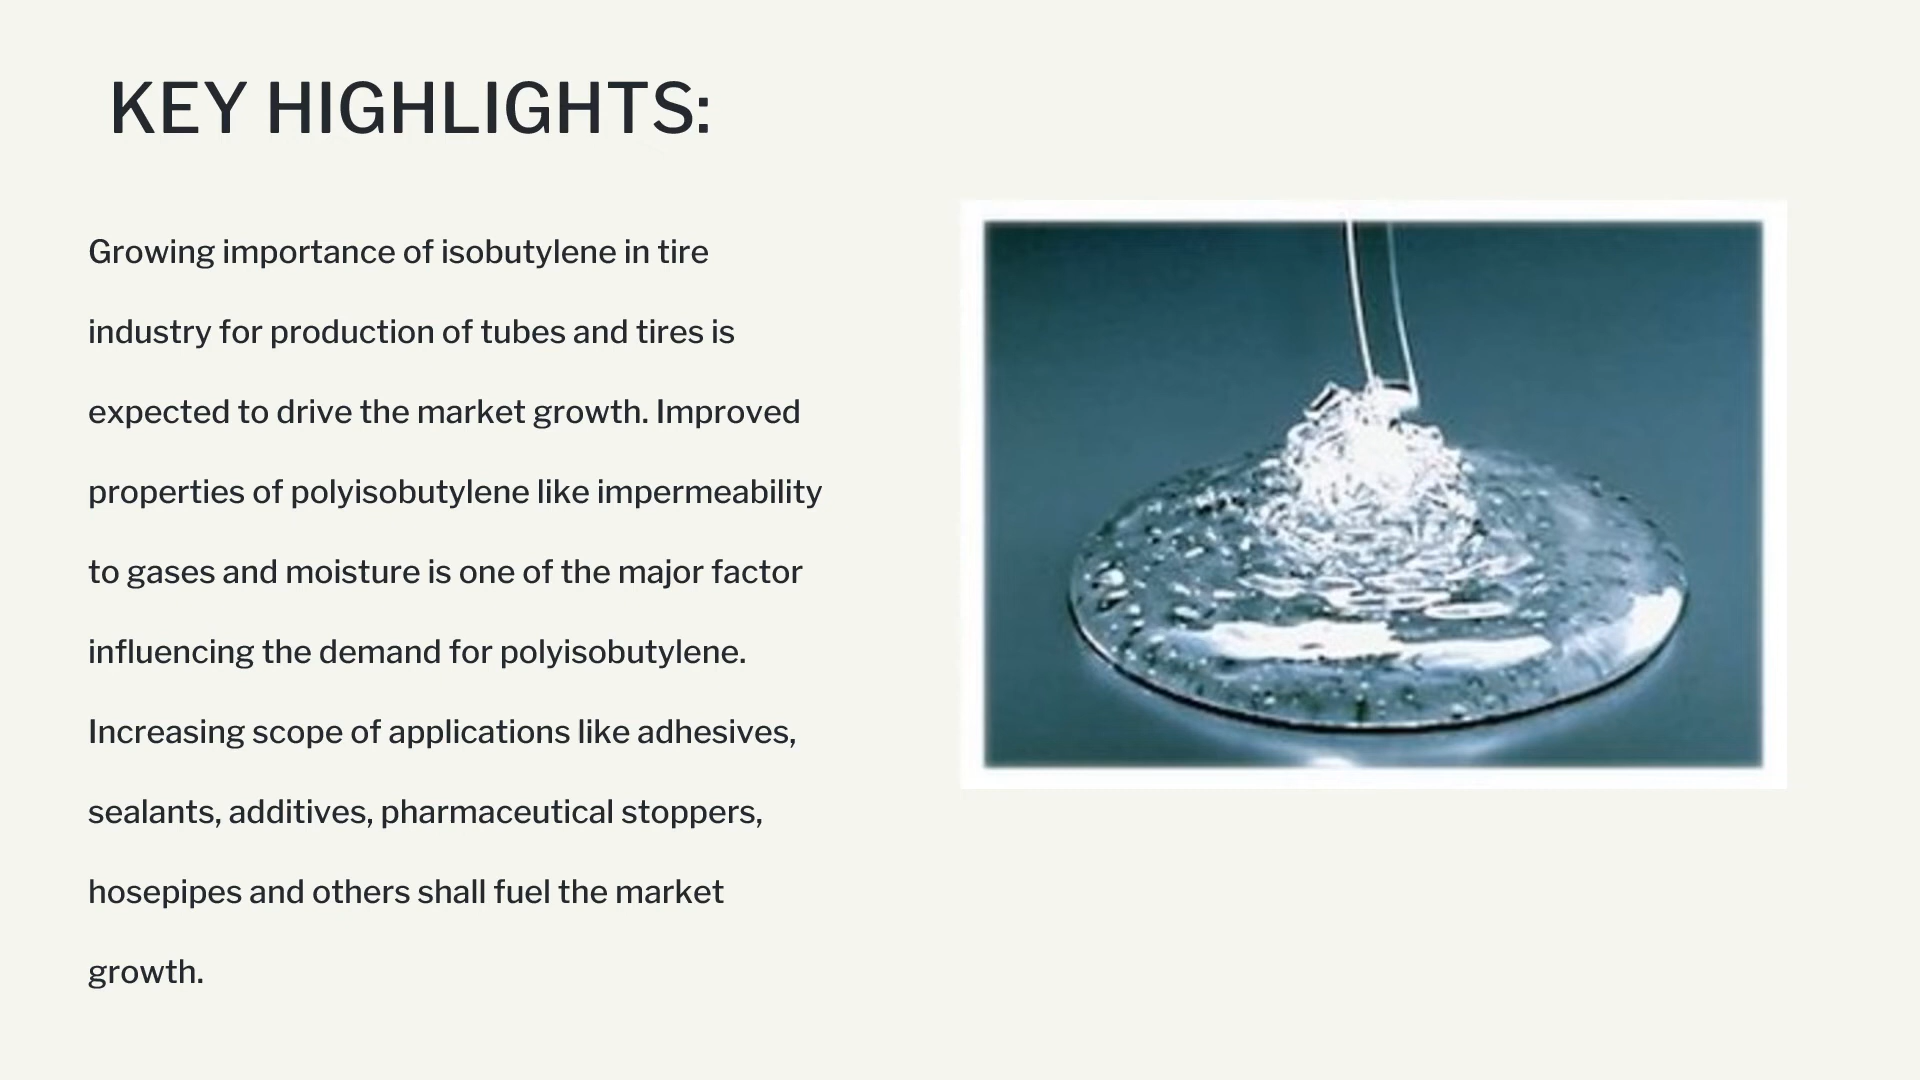 KEY HIGHLIGHTS:
Growing importance of isobutylene in tire
industry for production of tubes and tires is
expected to drive the market growth. Improved
properties of polyisobutylene like impermeability
to gases and moisture is one of the major factor
influencing the demand for polyisobutylene.
Increasing scope of applications like adhesives,
sealants, additives, pharmaceutical stoppers,
hosepipes and others shall fuel the market
growth.